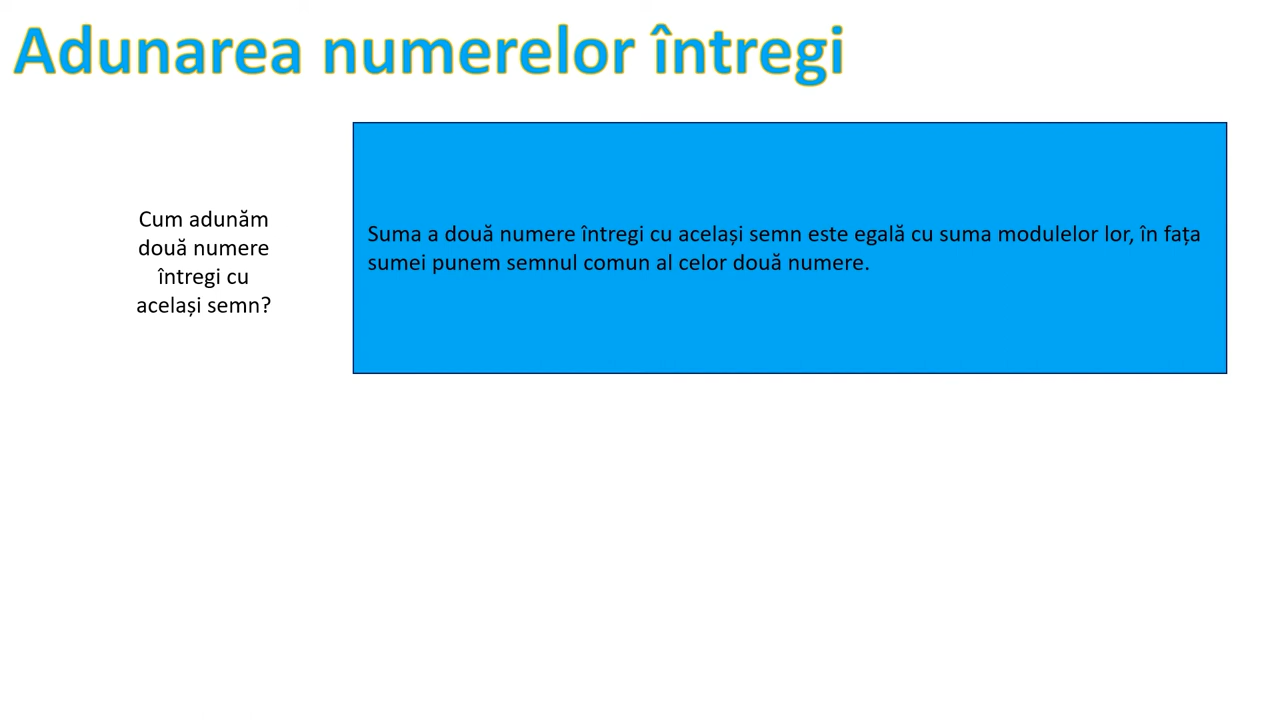 Adunarea numerelor întregi
Cum adunăm
două numere
întregi cu
același semn?
Suma a două numere întregi cu același semn este egală cu suma modulelor lor, în fața
sumei punem semnul comun al celor două numere.